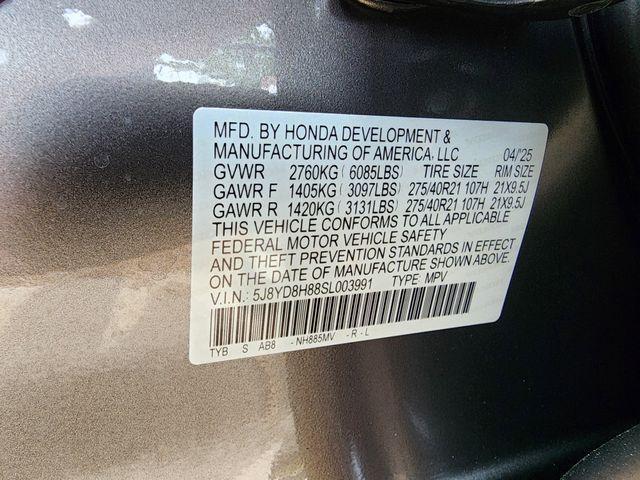 MFD. BY HONDA DEVELOPMENT &
MANUFACTURING OF AMERICA, LLC 04/'25
GVWR 2760KG ( 6085LBS) TIRE SIZE RIM SIZE
GAWR F 1405KG ( 3097LBS) 275/40R21 107H 21X9.5J
GAWR R 1420KG ( 3131LBS) 275/40R21 107H 21X9.5J
THIS VEHICLE CONFORMS TO ALL APPLICABLE
FEDERAL MOTOR VEHICLE SAFETY
AND THEFT PREVENTION STANDARDS IN EFFECT
ON THE DATE OF MANUFACTURE SHOWN ABOVE.
V.I.N.: 5J8YD8H88SL003991 TYPE: MPV
TYB S AB8 - NH885MV - R - L